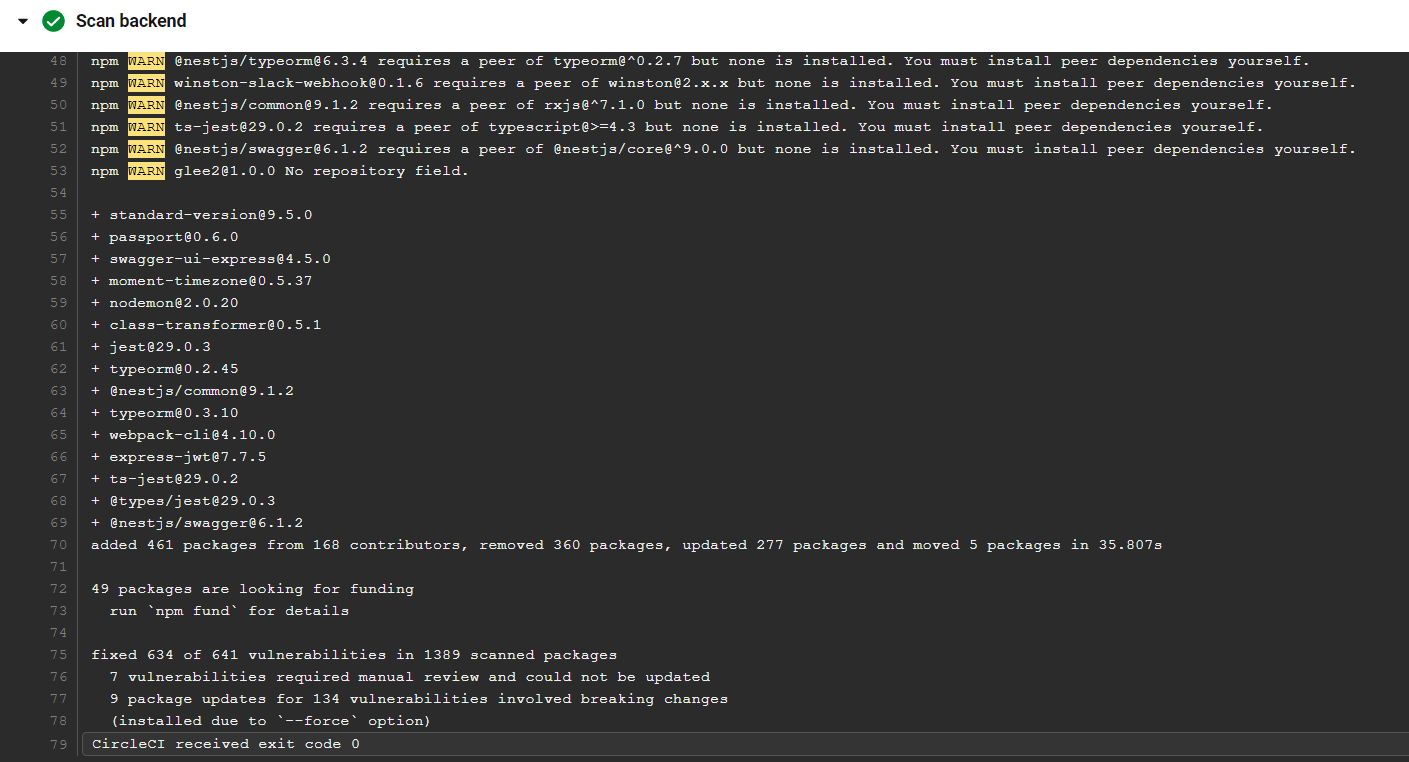 Scan backend
48 npm WARN @nestjs/typeorm@6.3.4 requires a peer of typeorm@^0.2.7 but none is installed. You must install peer dependencies yourself.
49 npm WARN winston-slack-webhook@0.1.6 requires a peer of winston@2.x.x but none is installed. You must install peer dependencies yourself.
50 npm WARN @nestjs/common@9.1.2 requires a peer of rxjs@^7.1.0 but none is installed. You must install peer dependencies yourself.
51 npm WARN ts-jest@29.0.2 requires a peer of typescript@>=4.3 but none is installed. You must install peer dependencies yourself.
52 npm WARN @nestjs/swagger@6.1.2 requires a peer of @nestjs/core@^9.0.0 but none is installed. You must install peer dependencies yourself.
53 npm WARN glee2@1.0.0 No repository field.
54
55 + standard-version@9.5.0
56 + passport@0.6.0
57 + swagger-ui-express@4.5.0
58 + moment-timezone@0.5.37
59 + nodemon@2.0.20
60 + class-transformer@0.5.1
61 + jest@29.0.3
62 + typeorm@0.2.45
63 + @nestjs/common@9.1.2
64 + typeorm@0.3.10
65 + webpack-cli@4.10.0
66 + express-jwt@7.7.5
67 + ts-jest@29.0.2
68 + @types/jest@29.0.3
69 + @nestjs/swagger@6.1.2
70 added 461 packages from 168 contributors, removed 360 packages, updated 277 packages and moved 5 packages in 35.807s
71
72 49 packages are looking for funding
73 run `npm fund` for details
74
75 fixed 634 of 641 vulnerabilities in 1389 scanned packages
76 7 vulnerabilities required manual review and could not be updated
77 9 package updates for 134 vulnerabilities involved breaking changes
78 (installed due to `--force` option)
79 CircleCI received exit code 0